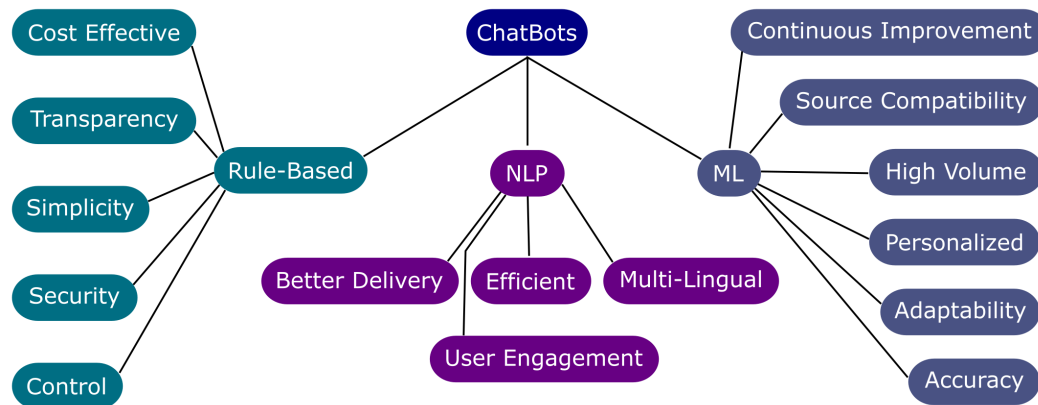 ChatBots
Rule-Based
Cost Effective
Transparency
Simplicity
Security
Control
NLP
Better Delivery
Efficient
Multi-Lingual
User Engagement
ML
Continuous Improvement
Source Compatibility
High Volume
Personalized
Adaptability
Accuracy